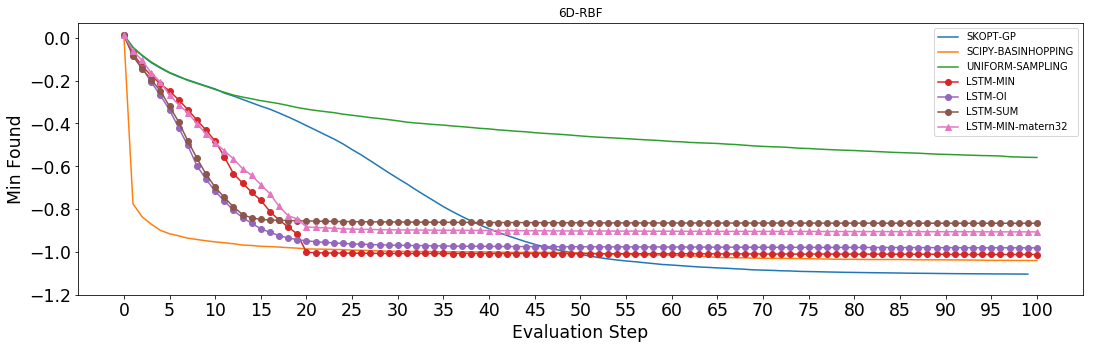 6D-RBF
Min Found
0.0
−0.2
−0.4
−0.6
−0.8
−1.0
−1.2
SKOPT-GP
SCIPY-BASINHOPPING
UNIFORM-SAMPLING
LSTM-MIN
LSTM-OI
LSTM-SUM
LSTM-MIN-matern32
0 5 10 15 20 25 30 35 40 45 50 55 60 65 70 75 80 85 90 95 100
Evaluation Step